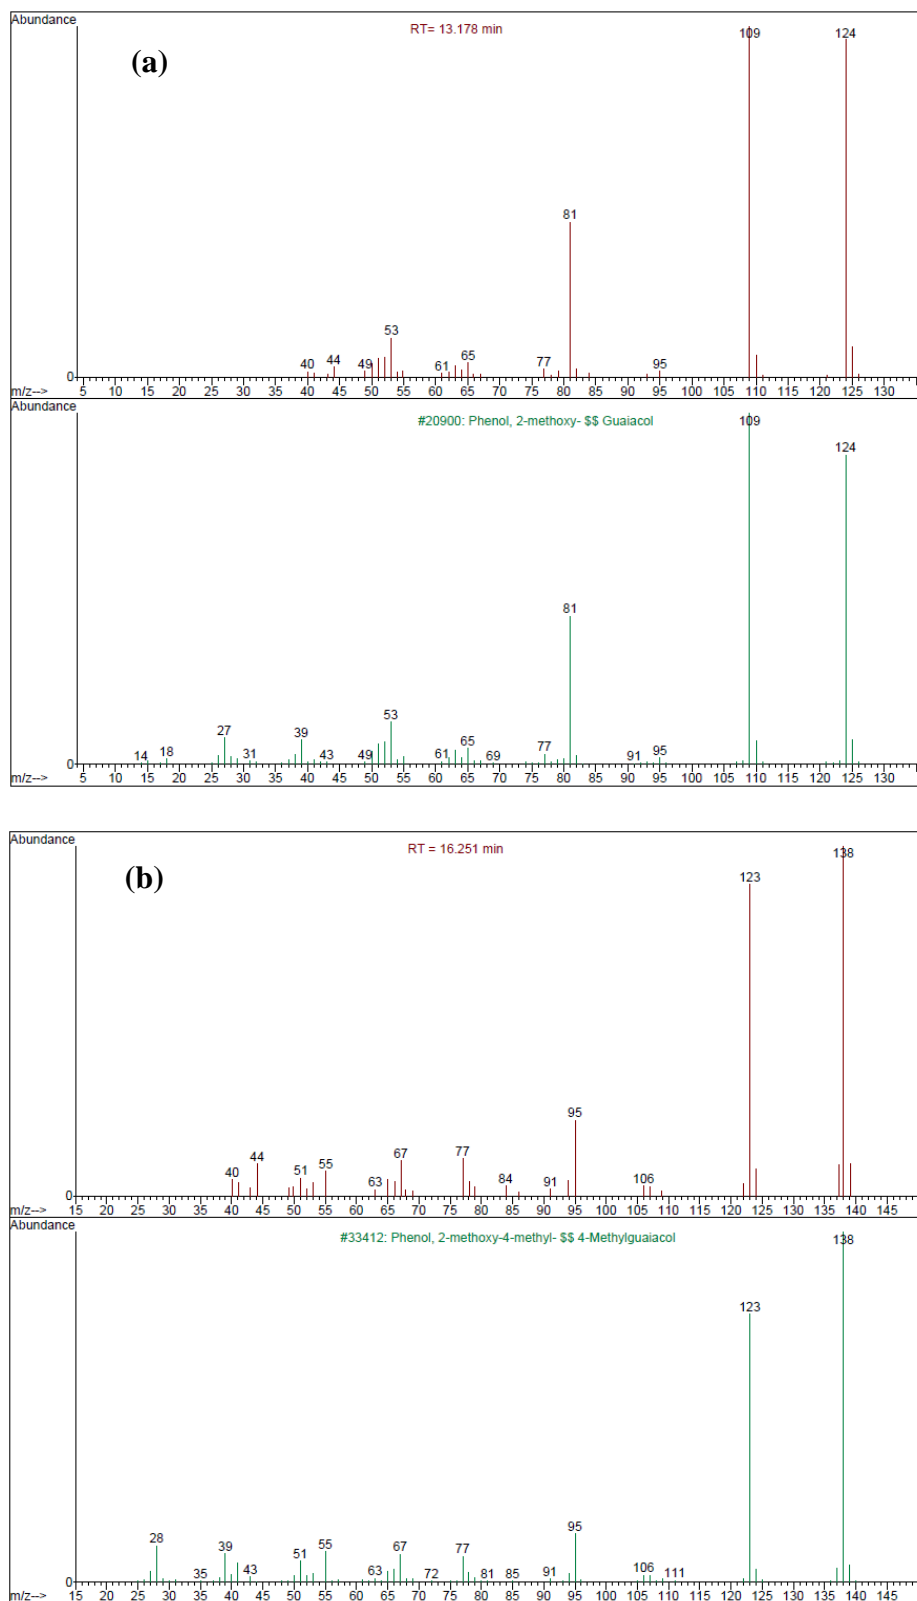 Abundance
RT= 13.178 min
(a)
109
124
81
53
40 44 49 61 65 77 95
0
5 10 15 20 25 30 35 40 45 50 55 60 65 70 75 80 85 90 95 100 105 110 115 120 125 130
m/z-->
Abundance
#20900: Phenol, 2-methoxy- $$ Guaiacol
109
124
81
53
14 18 27 31 39 43 49 61 65 69 77 91 95
0
5 10 15 20 25 30 35 40 45 50 55 60 65 70 75 80 85 90 95 100 105 110 115 120 125 130
m/z-->
Abundance
RT = 16.251 min
(b)
138
123
95
40 44 51 55 63 67 77 84 91 106
0
15 20 25 30 35 40 45 50 55 60 65 70 75 80 85 90 95 100 105 110 115 120 125 130 135 140 145
m/z-->
Abundance
#33412: Phenol, 2-methoxy-4-methyl- $$ 4-Methylguaiacol
138
123
95
28 35 39 43 51 55 63 67 72 77 81 85 91 106 111
0
15 20 25 30 35 40 45 50 55 60 65 70 75 80 85 90 95 100 105 110 115 120 125 130 135 140 145
m/z-->